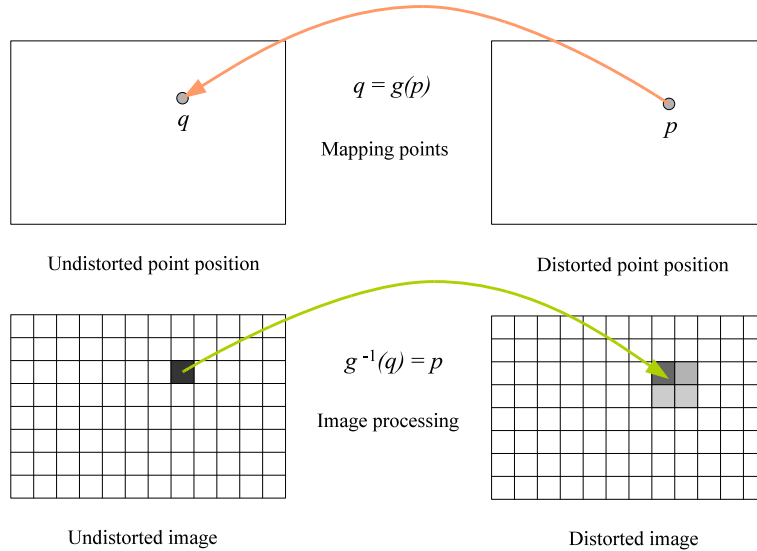 q = g(p)
q
p
Mapping points
Undistorted point position
Distorted point position
g⁻¹(q) = p
Image processing
Undistorted image
Distorted image